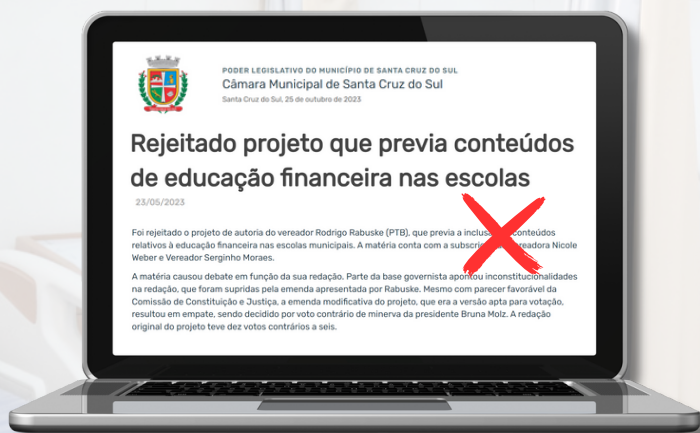 PODER LEGISLATIVO DO MUNICÍPIO DE SANTA CRUZ DO SUL
Câmara Municipal de Santa Cruz do Sul
Santa Cruz do Sul, 25 de outubro de 2023
Rejeitado projeto que previa conteúdos
de educação financeira nas escolas
23/05/2023
Foi rejeitado o projeto de autoria do vereador Rodrigo Rabuske (PTB), que previa a conteúdos
relativos à educação financeira nas escolas municipais. A matéria conta com a Nicole
Weber e Vereador Serginho Moraes.
A matéria causou debate em função da sua redação. Parte da base governista apontou inconstitucionalidades
na redação, que foram supridas pela emenda apresentada por Rabuske. Mesmo com parecer favorável da
Comissão de Constituição e Justiça, a emenda modificativa do projeto, que era a versão apta para votação,
resultou em empate, sendo decidido por voto contrário de minerva da presidente Bruna Molz. A redação
original do projeto teve dez votos contrários a seis.